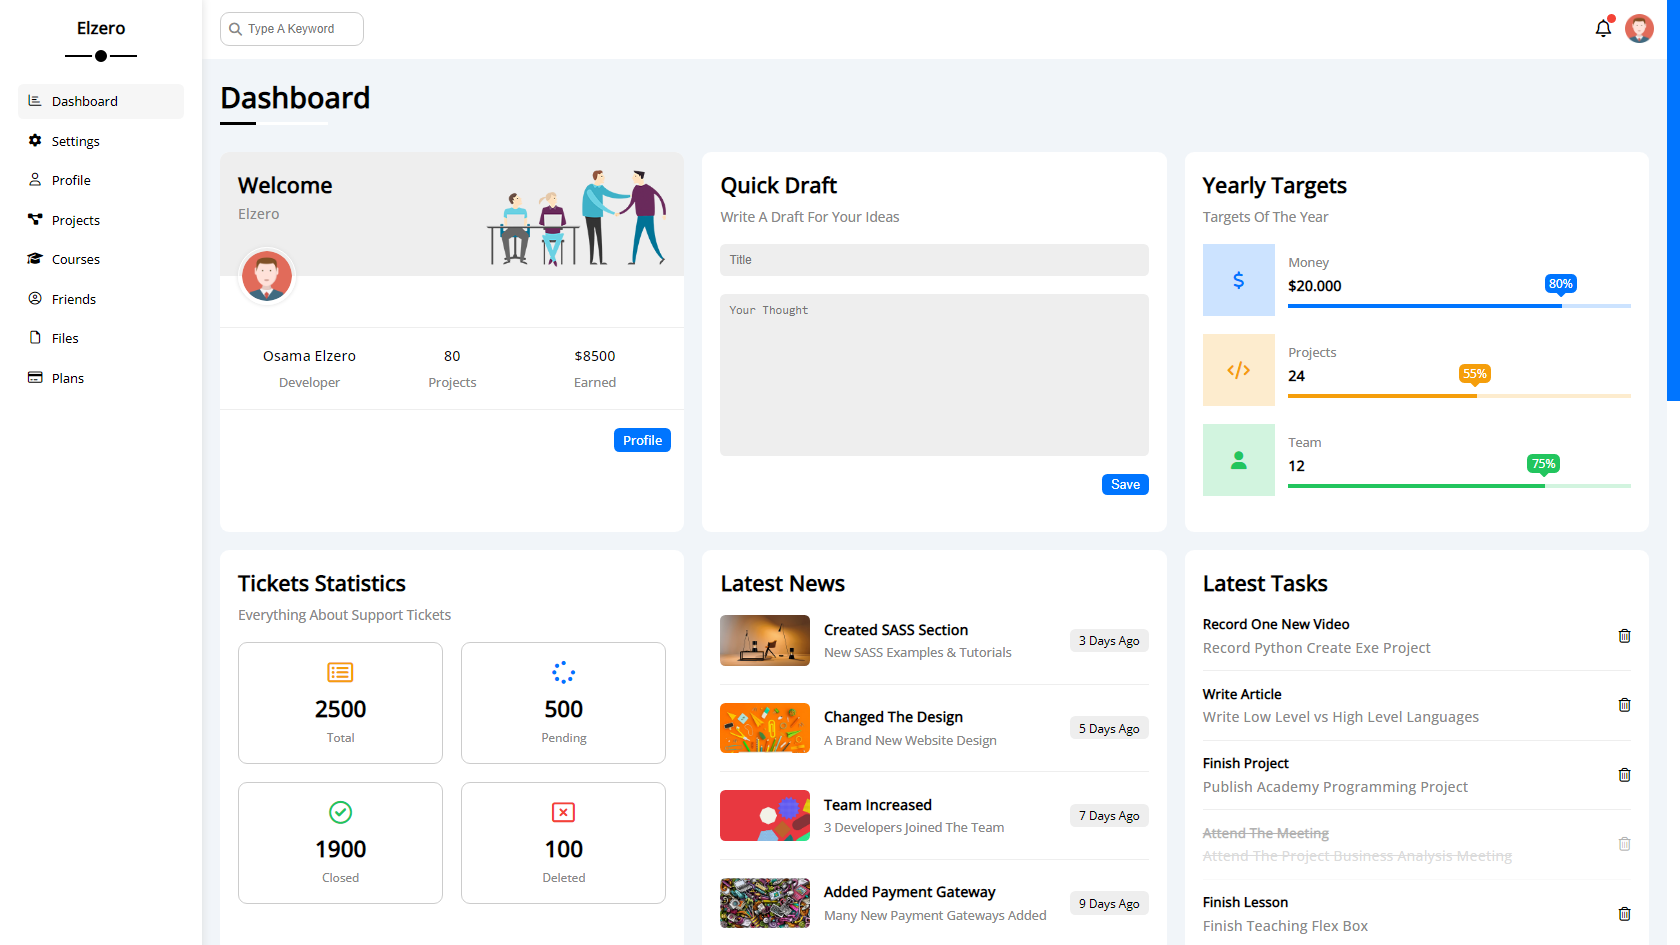 Elzero
Dashboard
Settings
Profile
Projects
Courses
Friends
Files
Plans
Type A Keyword
Dashboard
Welcome
Elzero
Osama Elzero
Developer
80
Projects
$8500
Earned
Profile
Quick Draft
Write A Draft For Your Ideas
Title
Your Thought
Save
Yearly Targets
Targets Of The Year
Money
$20.000
80%
Projects
24
55%
Team
12
75%
Tickets Statistics
Everything About Support Tickets
2500
Total
500
Pending
1900
Closed
100
Deleted
Latest News
Created SASS Section
New SASS Examples & Tutorials
3 Days Ago
Changed The Design
A Brand New Website Design
5 Days Ago
Team Increased
3 Developers Joined The Team
7 Days Ago
Added Payment Gateway
Many New Payment Gateways Added
9 Days Ago
Latest Tasks
Record One New Video
Record Python Create Exe Project
Write Article
Write Low Level vs High Level Languages
Finish Project
Publish Academy Programming Project
Attend The Meeting
Attend The Project Business Analysis Meeting
Finish Lesson
Finish Teaching Flex Box